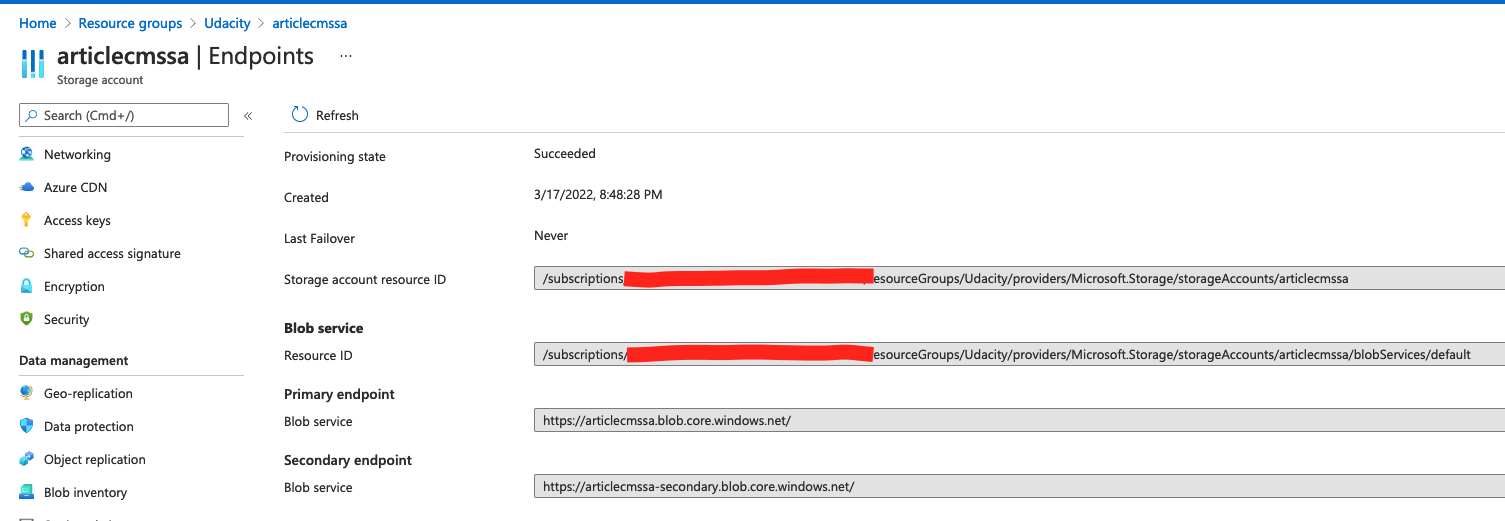 Home > Resource groups > Udacity > articlecmssa
articlecmssa | Endpoints ...
Storage account
Search (Cmd+/) «
Refresh
Networking
Azure CDN
Access keys
Shared access signature
Encryption
Security
Data management
Geo-replication
Data protection
Object replication
Blob inventory
Provisioning state Succeeded
Created 3/17/2022, 8:48:28 PM
Last Failover Never
Storage account resource ID /subscriptions esourceGroups/Udacity/providers/Microsoft.Storage/storageAccounts/articlecmssa
Blob service
Resource ID /subscriptions/ esourceGroups/Udacity/providers/Microsoft.Storage/storageAccounts/articlecmssa/blobServices/default
Primary endpoint
Blob service https://articlecmssa.blob.core.windows.net/
Secondary endpoint
Blob service https://articlecmssa-secondary.blob.core.windows.net/